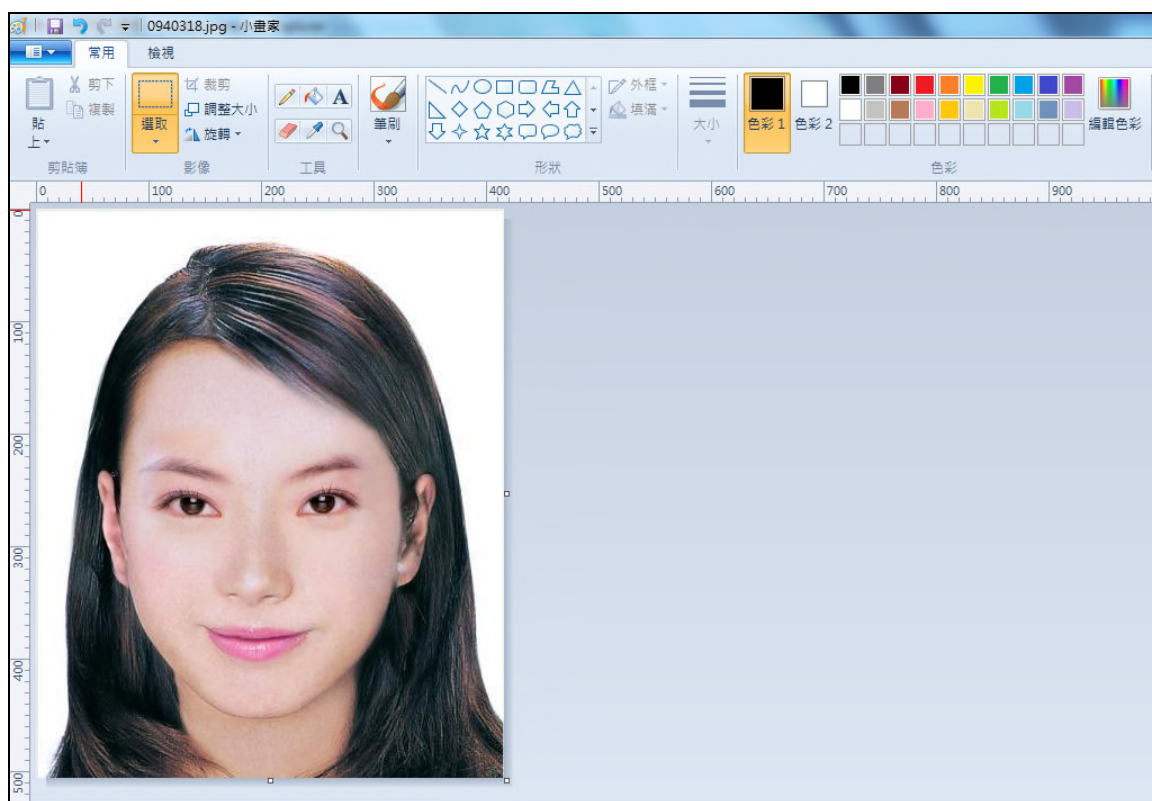 0940318.jpg - 小畫家
常用 檢視
剪下
複製
貼上
剪貼簿
選取
裁剪
調整大小
旋轉
影像
A
工具
筆刷
外框
填滿
形狀
大小
色彩 1
色彩 2
編輯色彩
色彩
0 100 200 300 400 500 600 700 800 900
0
100
200
300
400
500